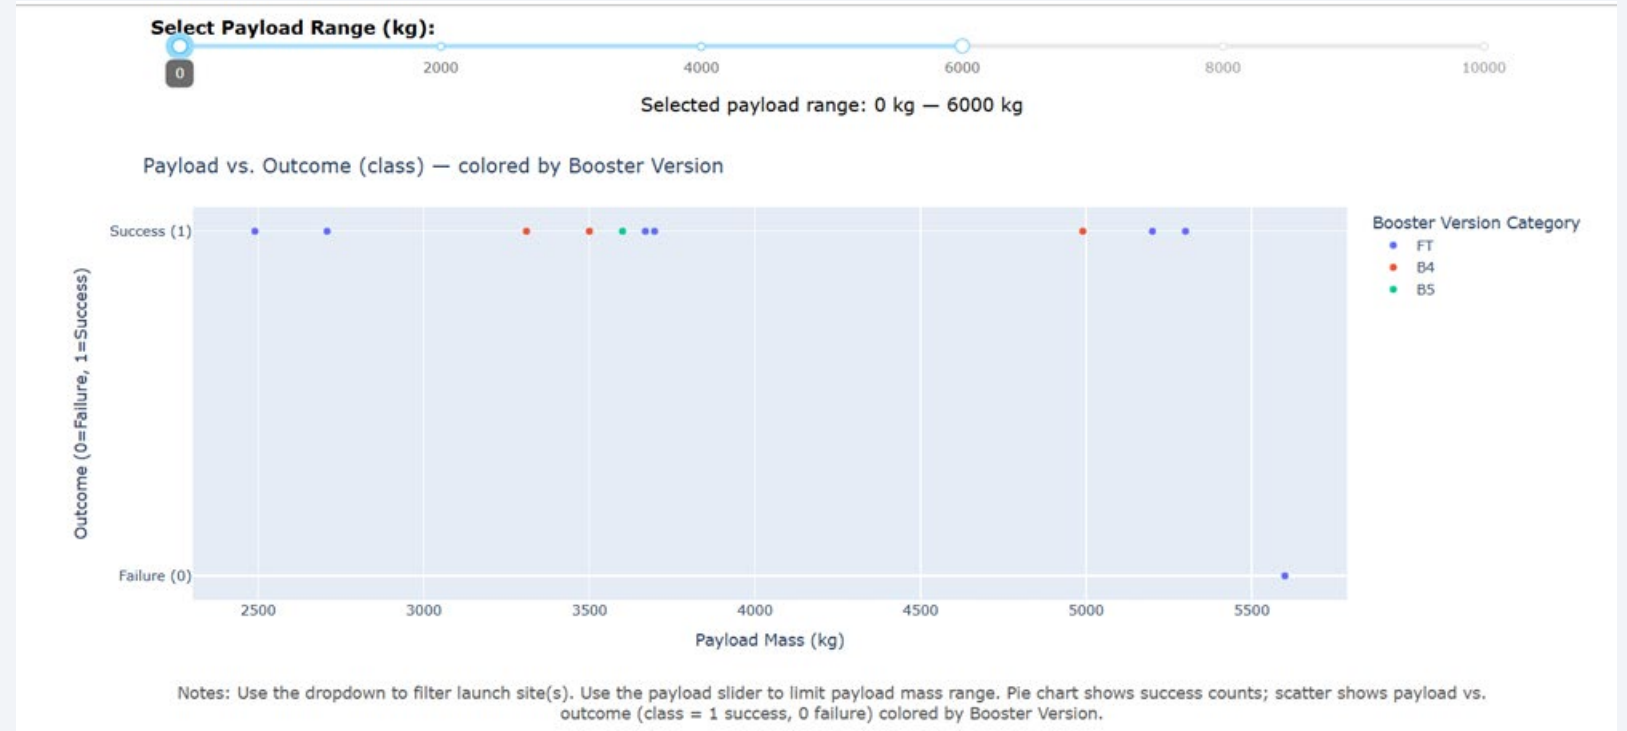 Select Payload Range (kg):
0
2000
4000
6000
8000
10000
Selected payload range: 0 kg — 6000 kg
Payload vs. Outcome (class) — colored by Booster Version
Outcome (0=Failure, 1=Success)
Success (1)
Failure (0)
2500
3000
3500
4000
4500
5000
5500
Payload Mass (kg)
Booster Version Category
FT
B4
B5
Notes: Use the dropdown to filter launch site(s). Use the payload slider to limit payload mass range. Pie chart shows success counts; scatter shows payload vs.
outcome (class = 1 success, 0 failure) colored by Booster Version.